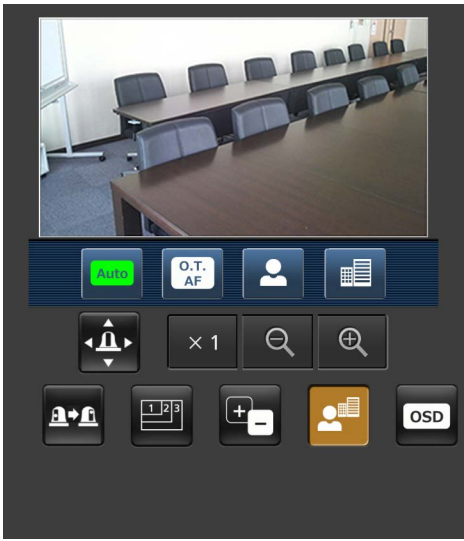 Auto
O.T.
AF
× 1
1 2 3
OSD